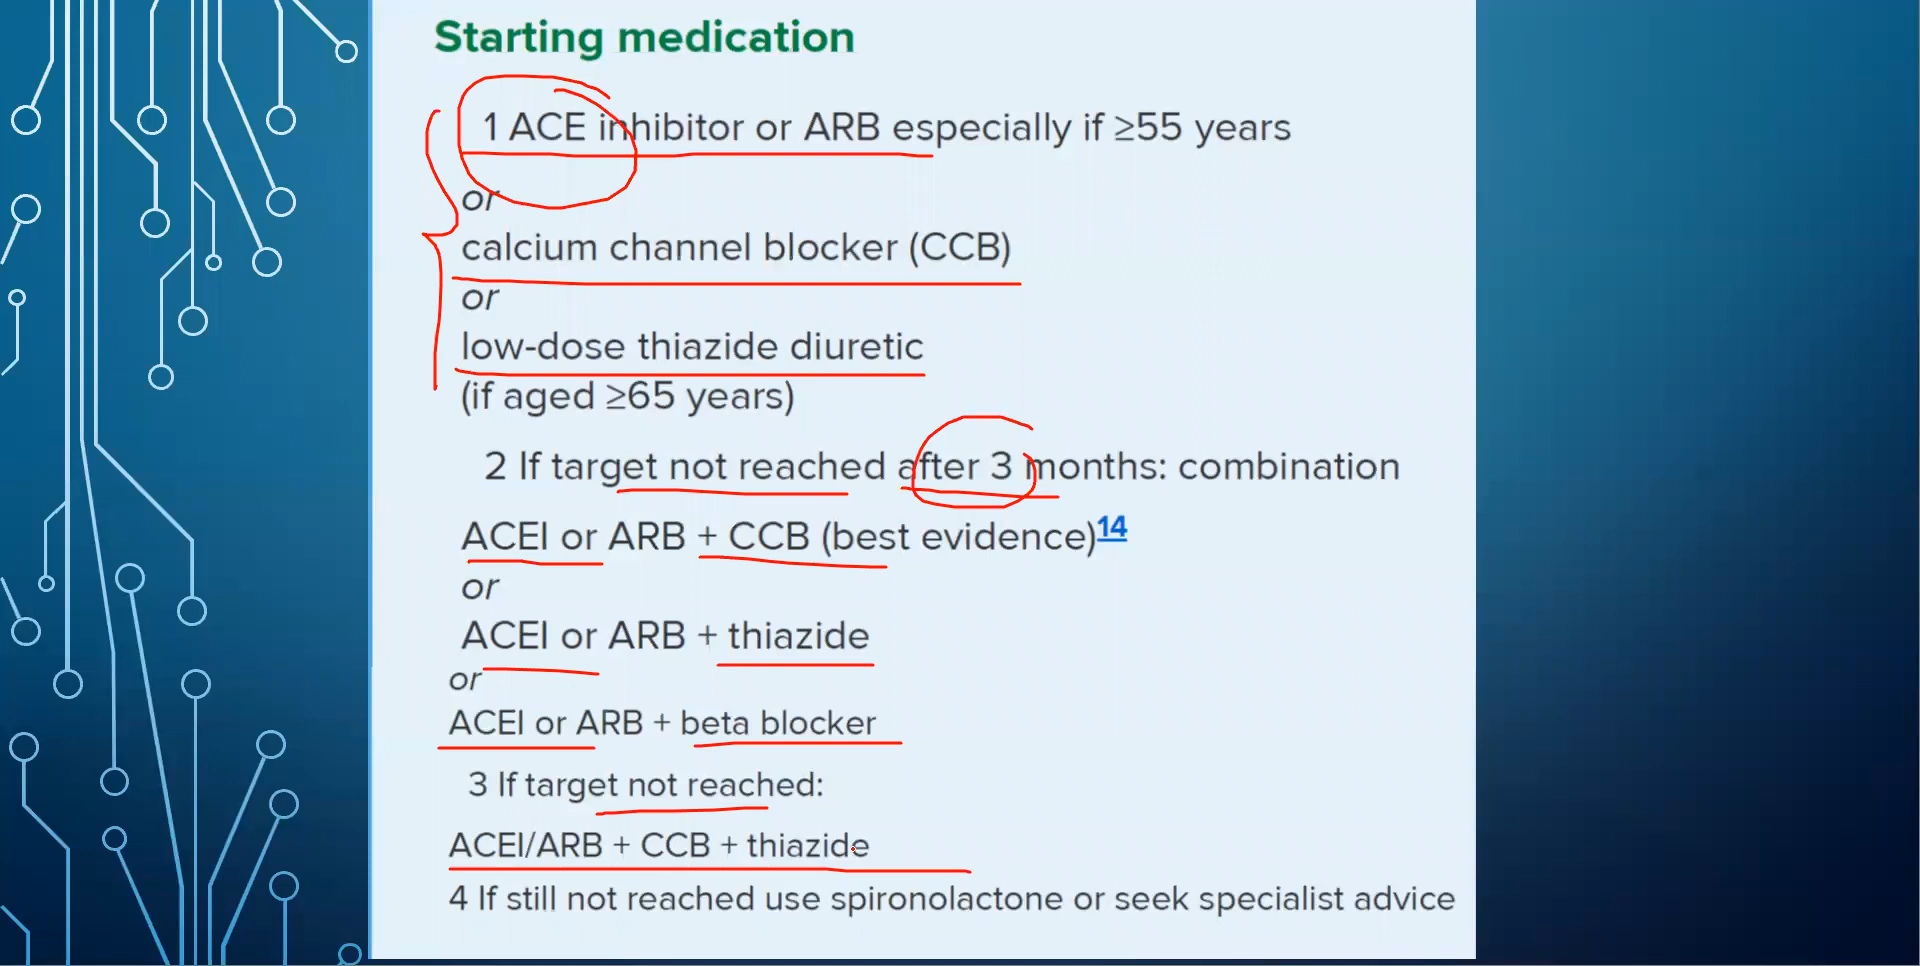 Starting medication
1 ACE inhibitor or ARB especially if ≥55 years
or
calcium channel blocker (CCB)
or
low-dose thiazide diuretic
(if aged ≥65 years)
2 If target not reached after 3 months: combination
ACEI or ARB + CCB (best evidence)14
or
ACEI or ARB + thiazide
or
ACEI or ARB + beta blocker
3 If target not reached:
ACEI/ARB + CCB + thiazide
4 If still not reached use spironolactone or seek specialist advice